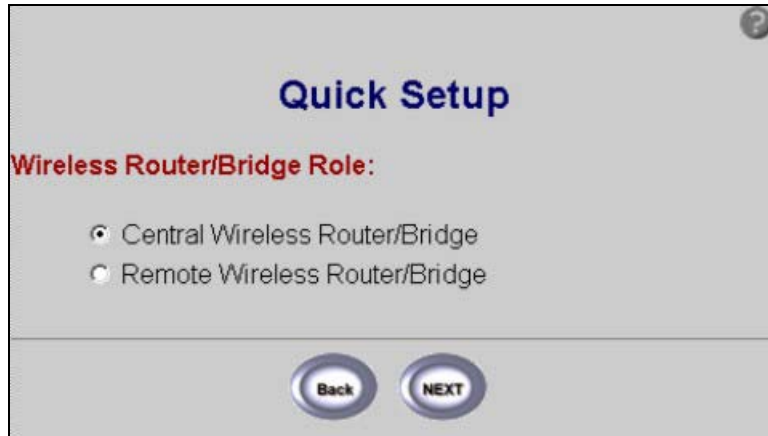 ?
Quick Setup
Wireless Router/Bridge Role:
Central Wireless Router/Bridge
Remote Wireless Router/Bridge
Back NEXT